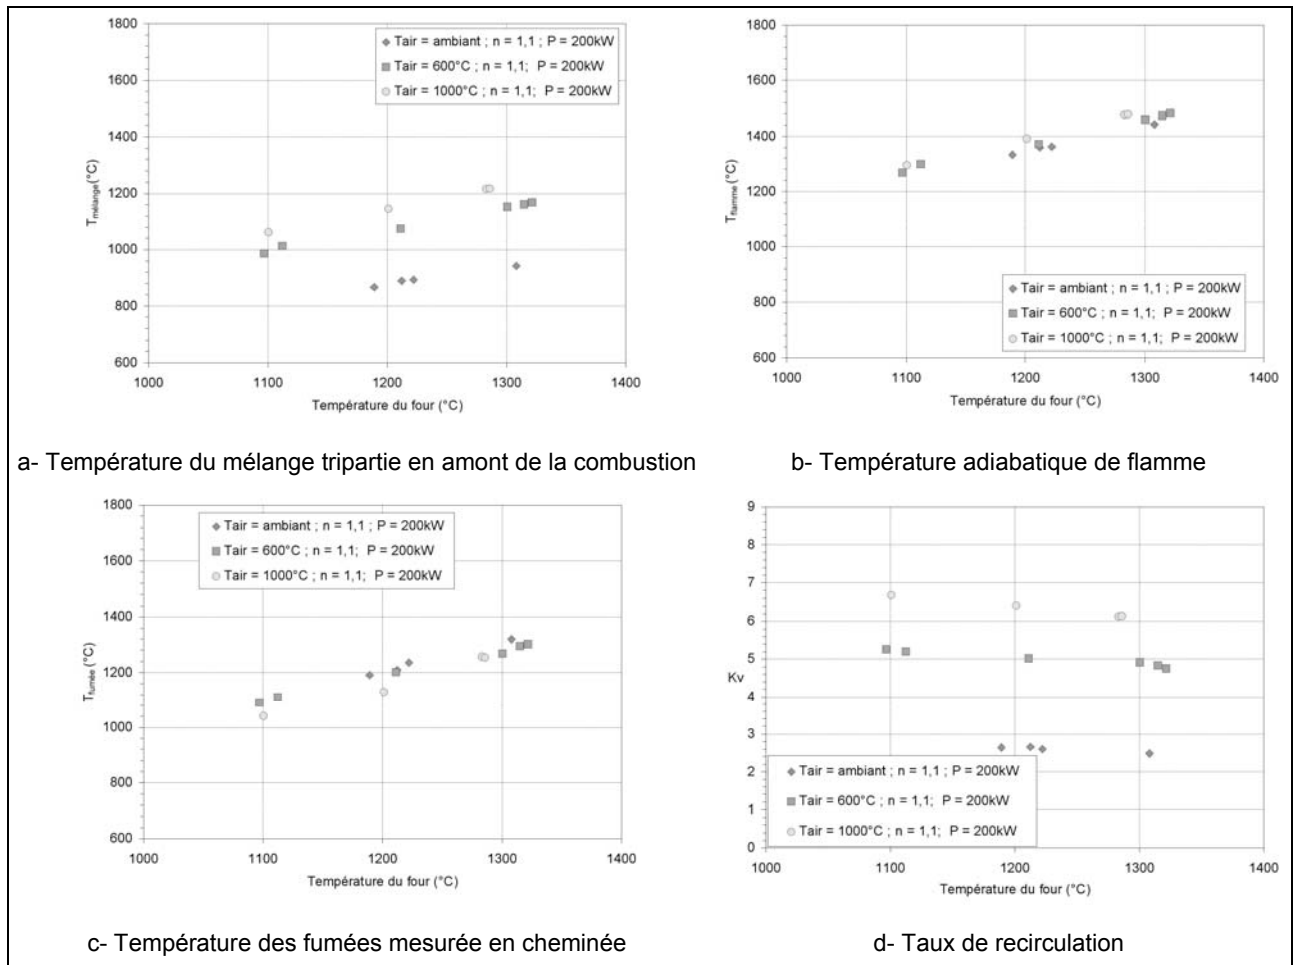 1800
1600
1400
1200
1000
800
600
T mélange (°C)
Tair = ambiant ; n = 1,1 ; P = 200kW
Tair = 600°C ; n = 1,1; P = 200kW
Tair = 1000°C ; n = 1,1; P = 200kW
1000 1100 1200 1300 1400
Température du four (°C)
a- Température du mélange tripartie en amont de la combustion
1800
1600
1400
1200
1000
800
600
T flamme (°C)
Tair = ambiant ; n = 1,1 ; P = 200kW
Tair = 600°C ; n = 1,1; P = 200kW
Tair = 1000°C ; n = 1,1; P = 200kW
1000 1100 1200 1300 1400
Température du four (°C)
b- Température adiabatique de flamme
1800
1600
1400
1200
1000
800
600
T fumée (°C)
Tair = ambiant ; n = 1,1 ; P = 200kW
Tair = 600°C ; n = 1,1; P = 200kW
Tair = 1000°C ; n = 1,1; P = 200kW
1000 1100 1200 1300 1400
Température du four (°C)
c- Température des fumées mesurée en cheminée
9
8
7
6
5
Kv
4
3
2
1
0
Tair = ambiant ; n = 1,1 ; P = 200kW
Tair = 600°C ; n = 1,1; P = 200kW
Tair = 1000°C ; n = 1,1; P = 200kW
1000 1100 1200 1300 1400
Température du four (°C)
d- Taux de recirculation